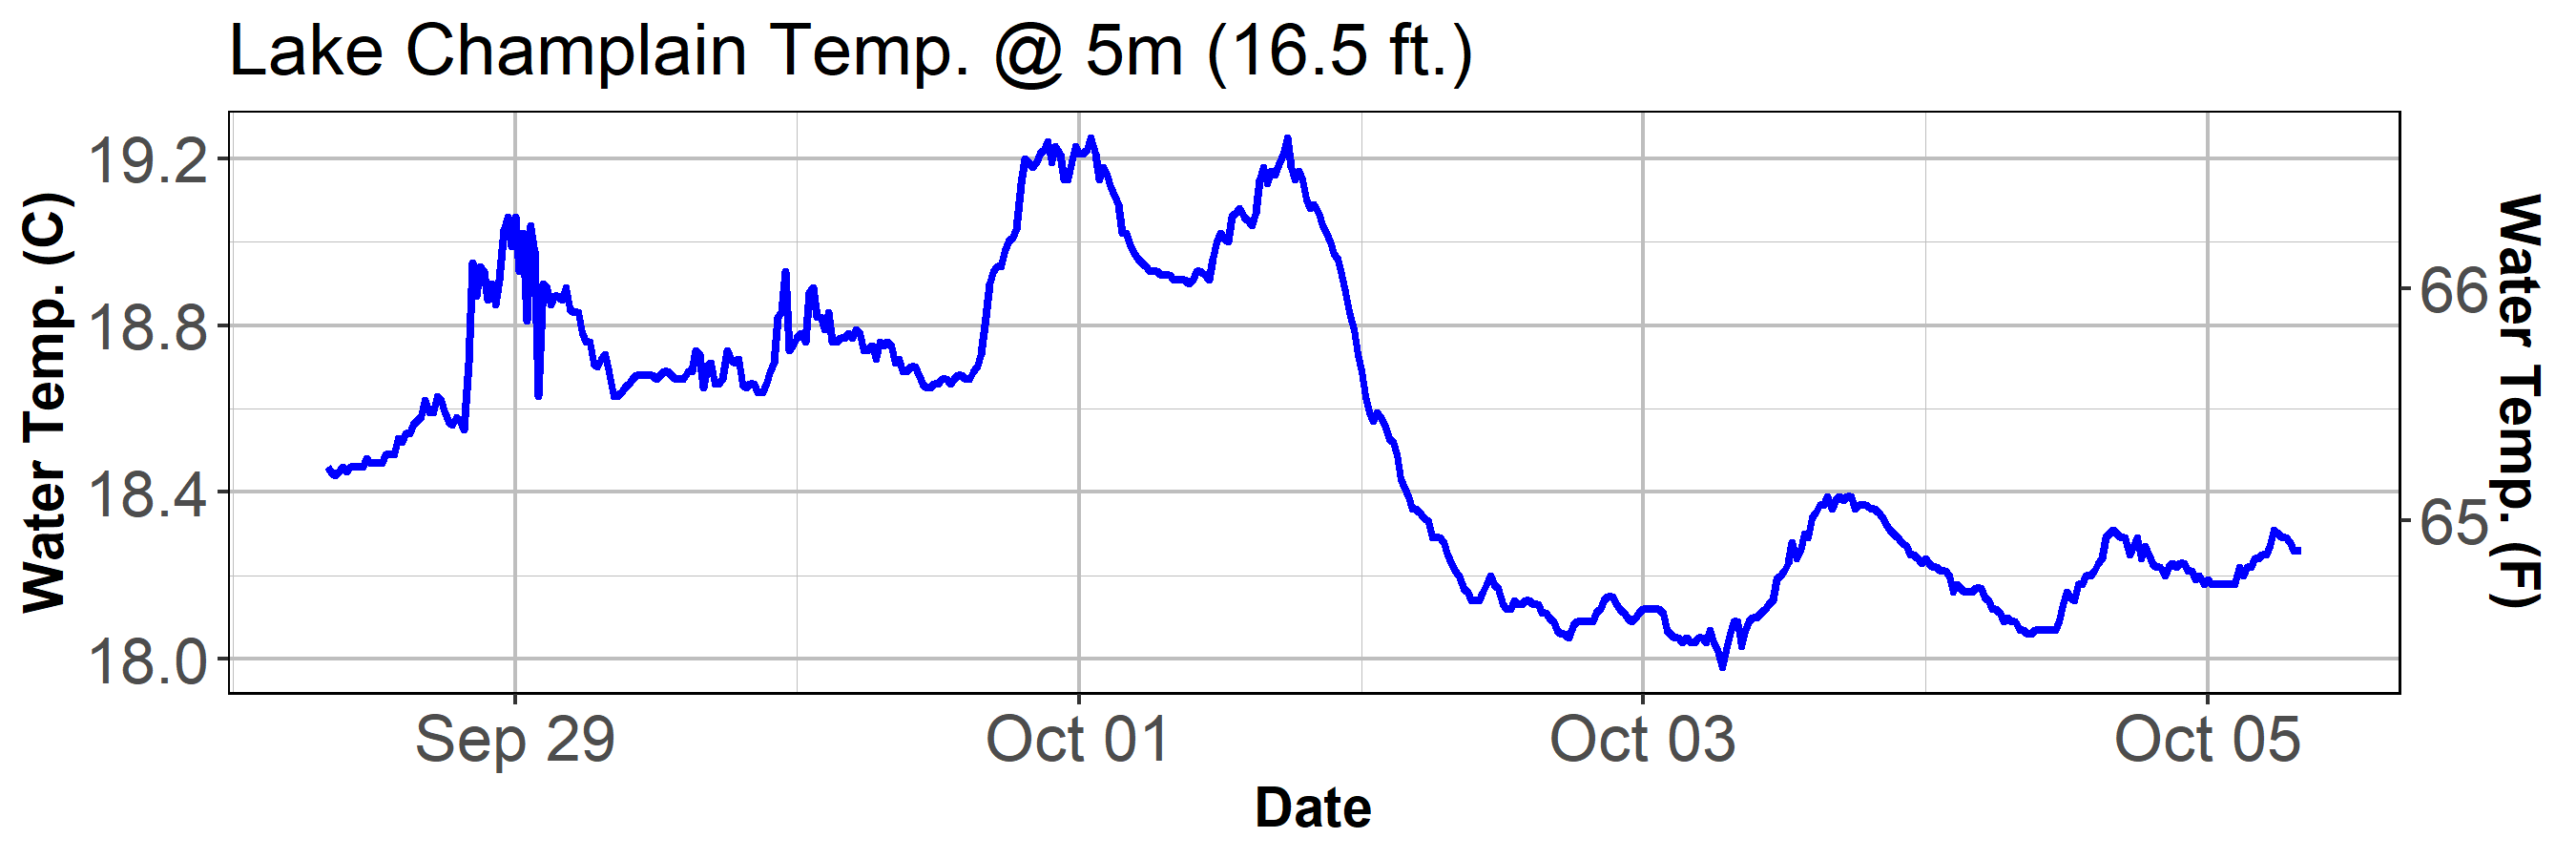 Lake Champlain Temp. @ 5m (16.5 ft.)
Water Temp. (C)
19.2
18.8
18.4
18.0
66
65
Water Temp. (F)
Sep 29
Oct 01
Oct 03
Oct 05
Date